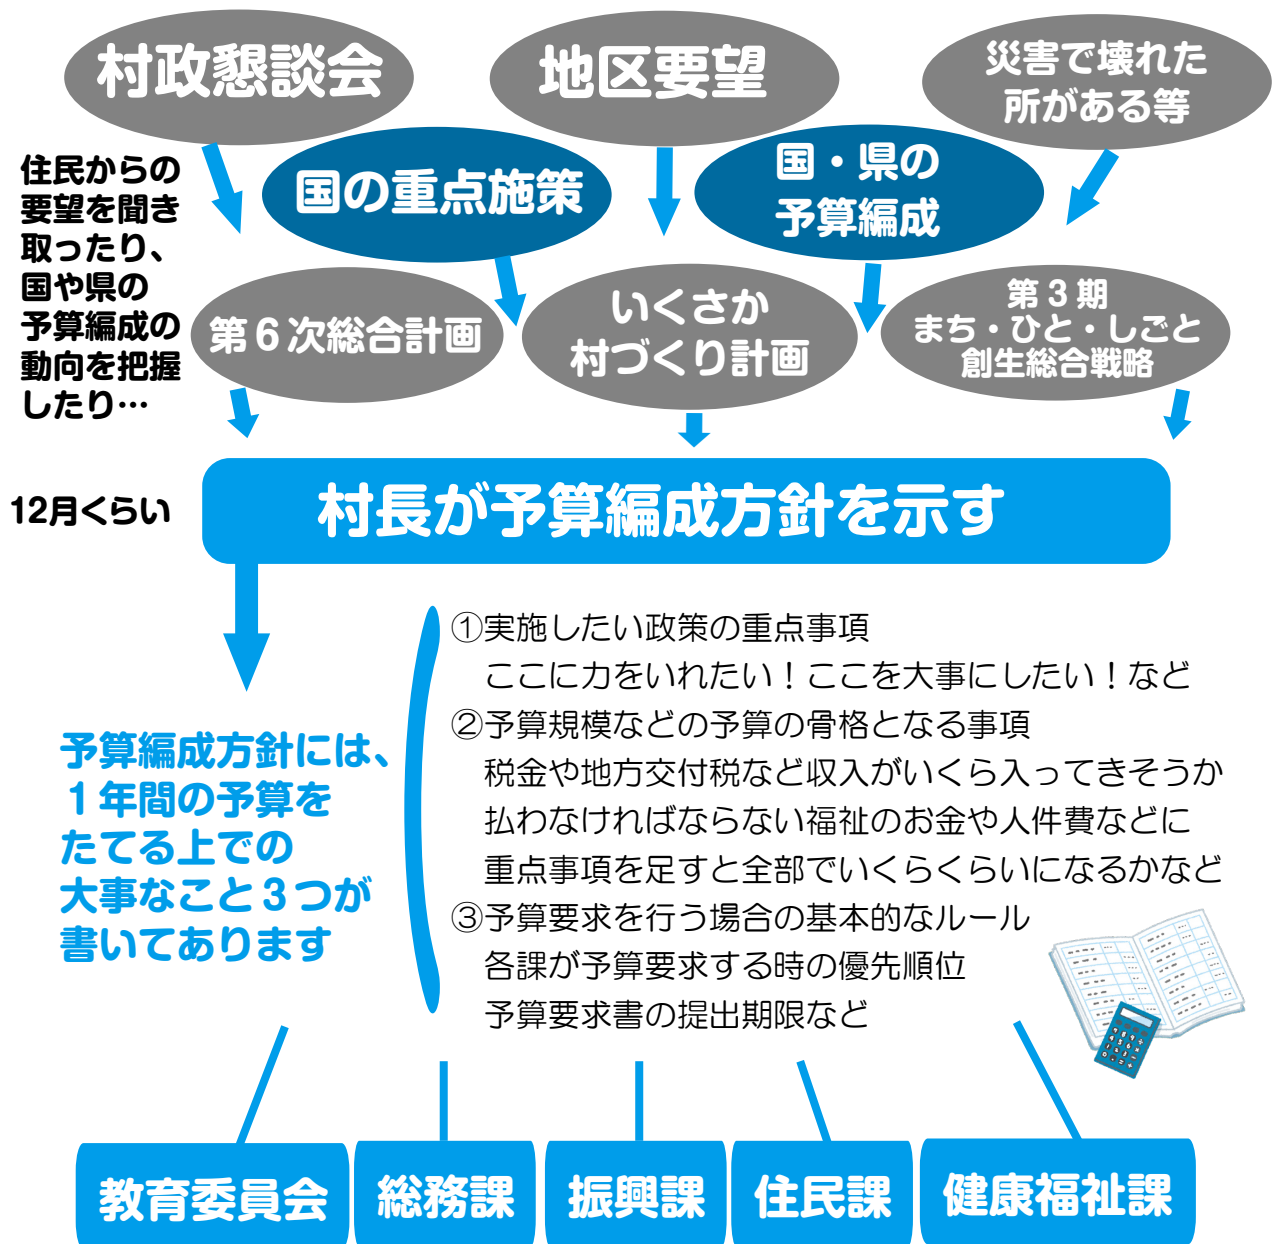 村政懇談会
地区要望
災害で壊れた
所がある等
国の重点施策
国・県の
予算編成
住民からの
要望を聞き
取ったり、
国や県の
予算編成の
動向を把握
したり…
第６次総合計画
いくさか
村づくり計画
第３期
まち・ひと・しごと
創生総合戦略
12月くらい
村長が予算編成方針を示す
予算編成方針には、
１年間の予算を
たてる上での
大事なこと３つが
書いてあります
①実施したい政策の重点事項
ここに力をいれたい！ここを大事にしたい！など
②予算規模などの予算の骨格となる事項
税金や地方交付税など収入がいくら入ってきそうか
払わなければならない福祉のお金や人件費などに
重点事項を足すと全部でいくらくらいになるかなど
③予算要求を行う場合の基本的なルール
各課が予算要求する時の優先順位
予算要求書の提出期限など
教育委員会
総務課
振興課
住民課
健康福祉課